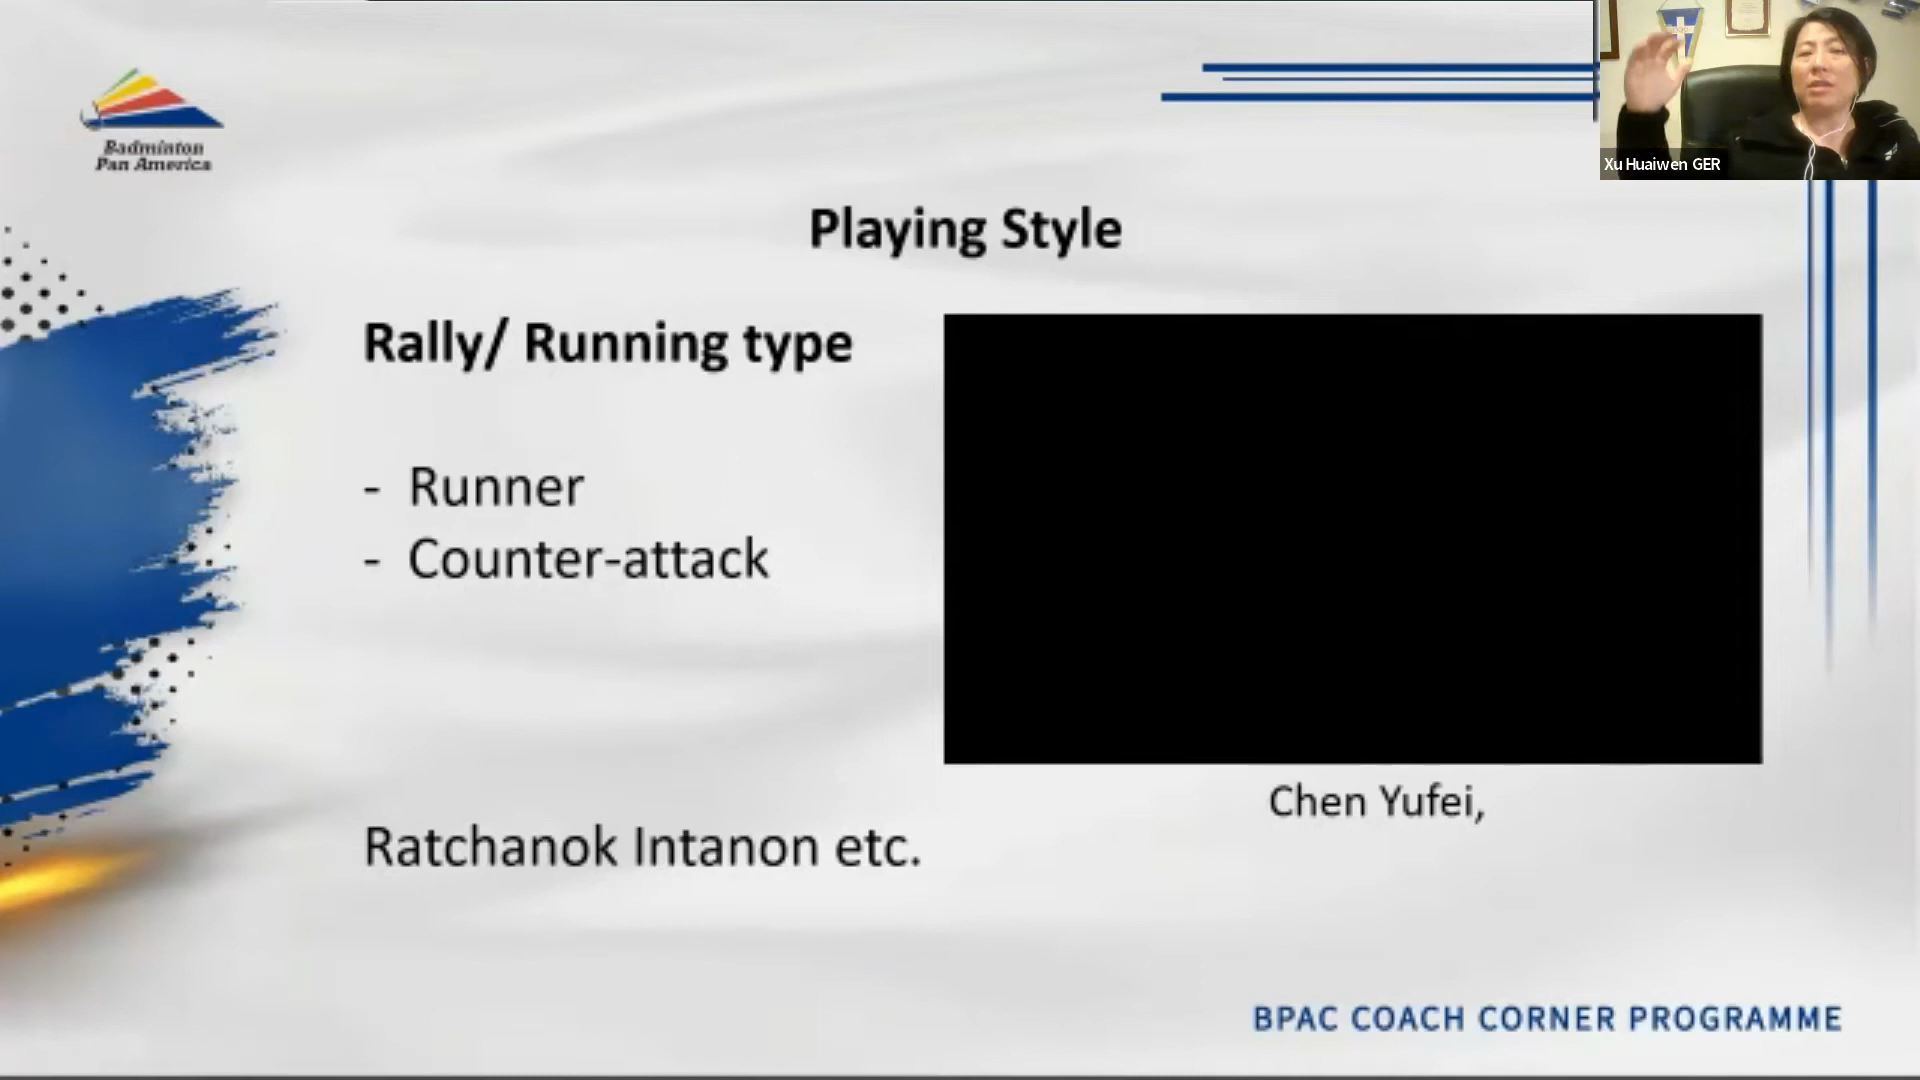 Badminton
Pan America
Xu Huaiwen GER
Playing Style
Rally/ Running type
- Runner
- Counter-attack
Chen Yufei,
Ratchanok Intanon etc.
BPAC COACH CORNER PROGRAMME